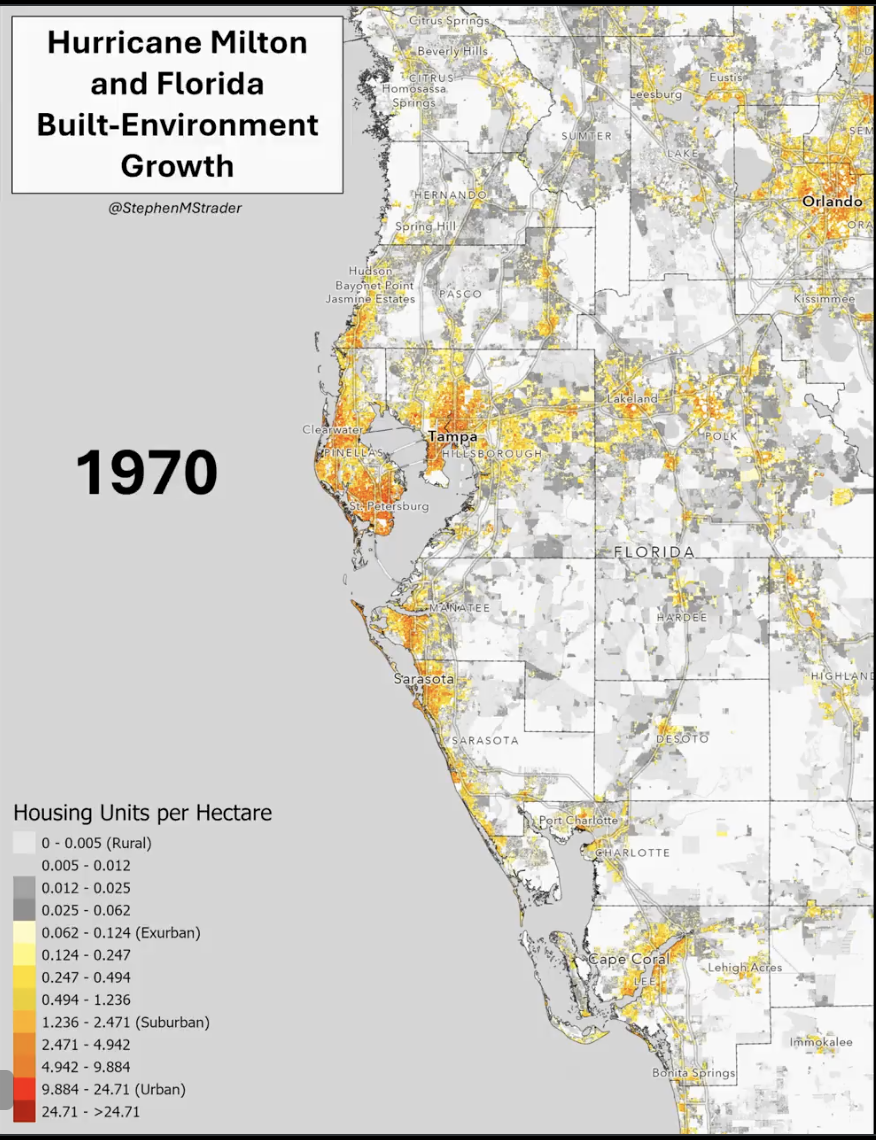 Hurricane Milton
and Florida
Built-Environment
Growth
@StephenMStrader
1970
Citrus Springs
Beverly Hills
CITRUS
Homosassa
Springs
Eustis
Leesburg
SUMTER
LAKE
SEM
HERNANDO
Orlando
ORA
Spring Hill
Hudson
Bayonet Point
Jasmine Estates
PASCO
Kissimmee
Lakeland
Clearwater
Tampa
POLK
PINELLAS
HILLSBOROUGH
St. Petersburg
FLORIDA
MANATEE
HARDEE
Sarasota
HIGHLAND
SARASOTA
DESOTO
Port Charlotte
CHARLOTTE
Cape Coral
Lehigh Acres
LEE
Immokalee
Bonita Springs
Housing Units per Hectare
0 - 0.005 (Rural)
0.005 - 0.012
0.012 - 0.025
0.025 - 0.062
0.062 - 0.124 (Exurban)
0.124 - 0.247
0.247 - 0.494
0.494 - 1.236
1.236 - 2.471 (Suburban)
2.471 - 4.942
4.942 - 9.884
9.884 - 24.71 (Urban)
24.71 - >24.71